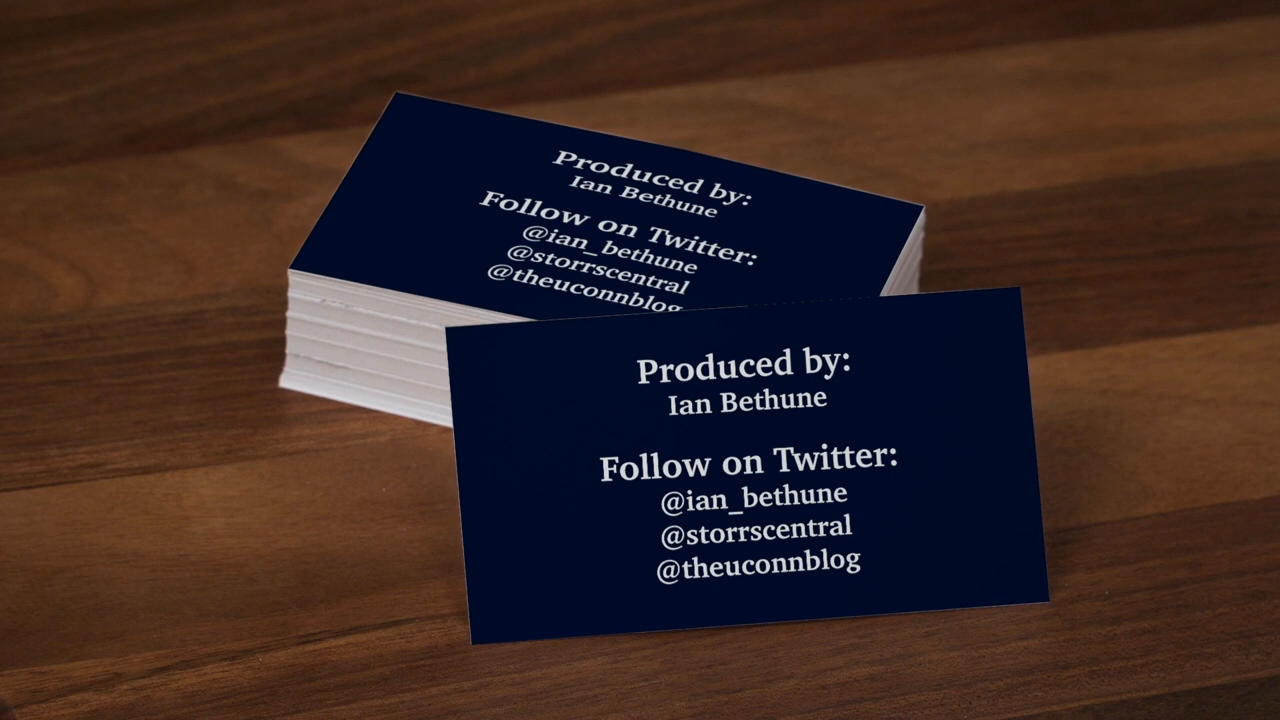 Produced by:
Ian Bethune
Follow on Twitter:
@ian_bethune
@storrscentral
@theuconnblog
Produced by:
Ian Bethune
Follow on Twitter:
@ian_bethune
@storrscentral
@theuconnblog